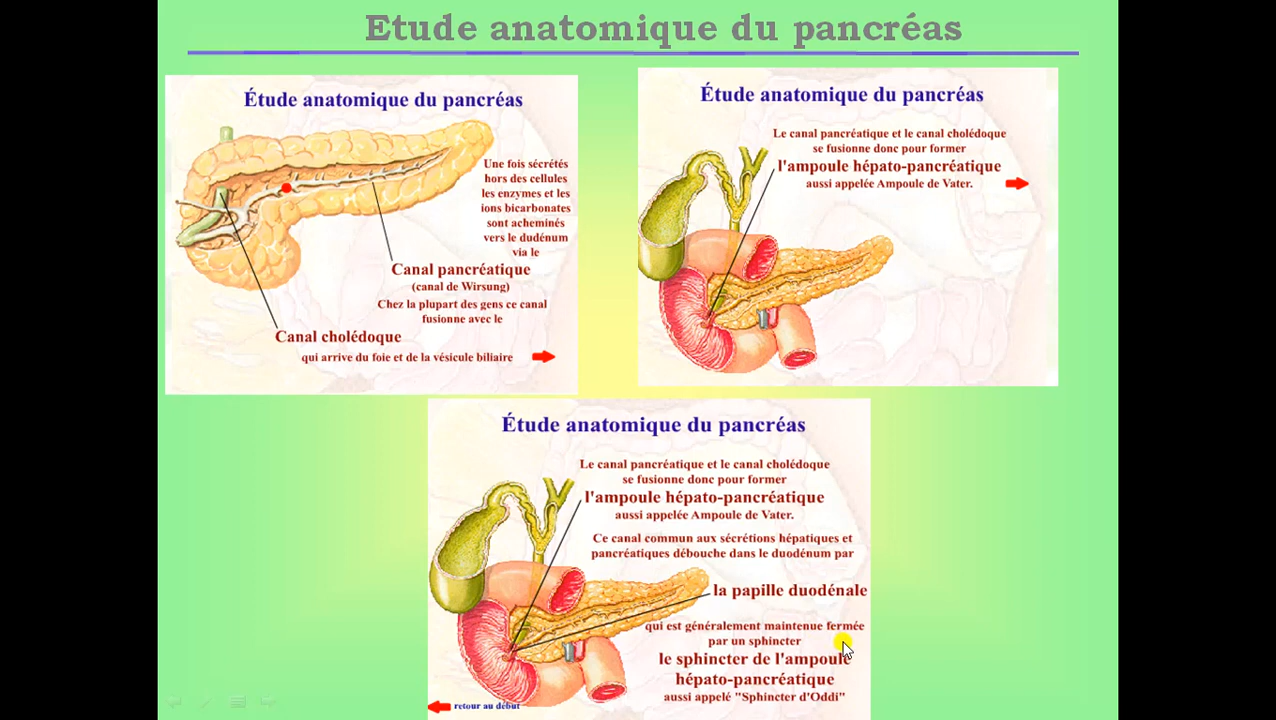 Etude anatomique du pancréas
Étude anatomique du pancréas
Une fois sécrétés
hors des cellules
les enzymes et les
ions bicarbonates
sont acheminés
vers le dudénum
via le
Canal pancréatique
(canal de Wirsung)
Chez la plupart des gens ce canal
fusionne avec le
Canal cholédoque
qui arrive du foie et de la vésicule biliaire
Étude anatomique du pancréas
Le canal pancréatique et le canal cholédoque
se fusionne donc pour former
l'ampoule hépato-pancréatique
aussi appelée Ampoule de Vater.
Étude anatomique du pancréas
Le canal pancréatique et le canal cholédoque
se fusionne donc pour former
l'ampoule hépato-pancréatique
aussi appelée Ampoule de Vater.
Ce canal commun aux sécrétions hépatiques et
pancréatiques débouche dans le duodénum par
la papille duodénale
qui est généralement maintenue fermée
par un sphincter
le sphincter de l'ampoule
hépato-pancréatique
aussi appelé "Sphincter d'Oddi"
retour au début